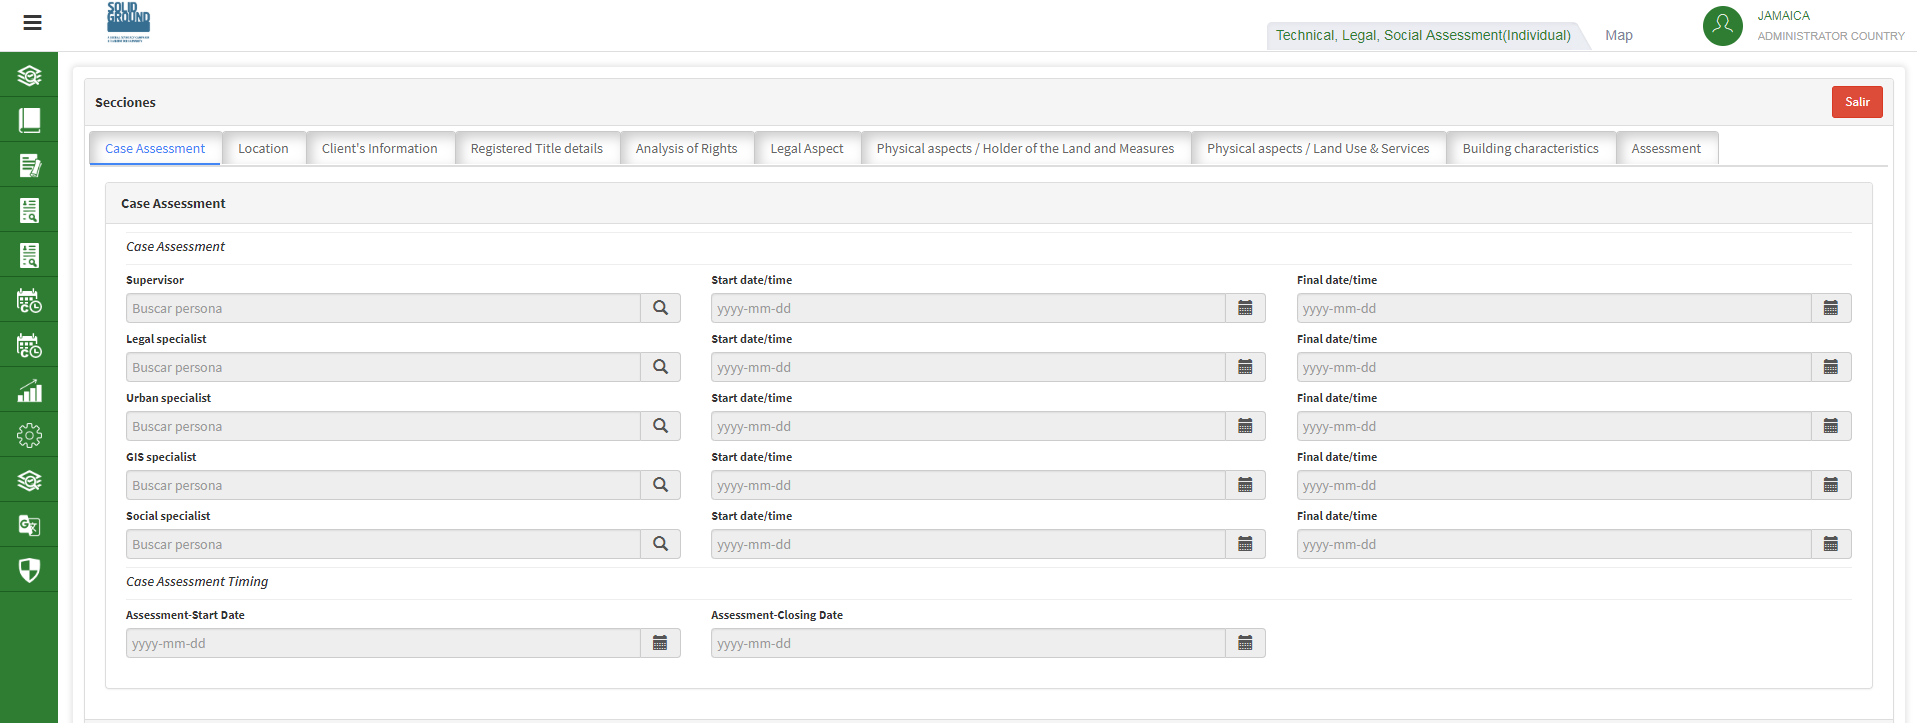 SOLID
GROUND
Technical, Legal, Social Assessment(Individual)
Map
JAMAICA
ADMINISTRATOR COUNTRY
Secciones
Salir
Case Assessment
Location
Client's Information
Registered Title details
Analysis of Rights
Legal Aspect
Physical aspects / Holder of the Land and Measures
Physical aspects / Land Use & Services
Building characteristics
Assessment
Case Assessment
Case Assessment
Supervisor
Start date/time
Final date/time
Buscar persona
yyyy-mm-dd
yyyy-mm-dd
Legal specialist
Start date/time
Final date/time
Buscar persona
yyyy-mm-dd
yyyy-mm-dd
Urban specialist
Start date/time
Final date/time
Buscar persona
yyyy-mm-dd
yyyy-mm-dd
GIS specialist
Start date/time
Final date/time
Buscar persona
yyyy-mm-dd
yyyy-mm-dd
Social specialist
Start date/time
Final date/time
Buscar persona
yyyy-mm-dd
yyyy-mm-dd
Case Assessment Timing
Assessment-Start Date
Assessment-Closing Date
yyyy-mm-dd
yyyy-mm-dd